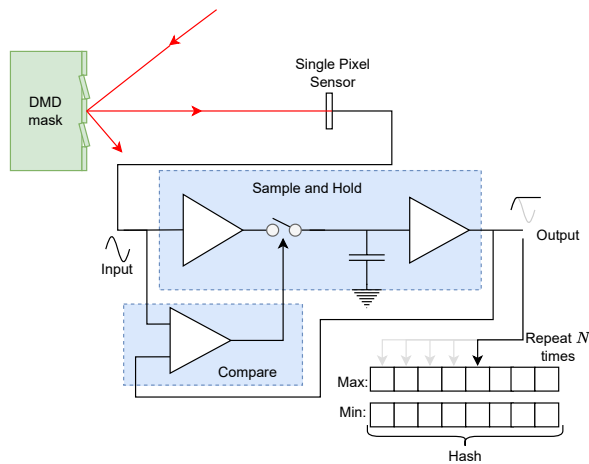 Single Pixel
Sensor
DMD
mask
Sample and Hold
Input
Output
Compare
Repeat N
times
Max:
Min:
Hash